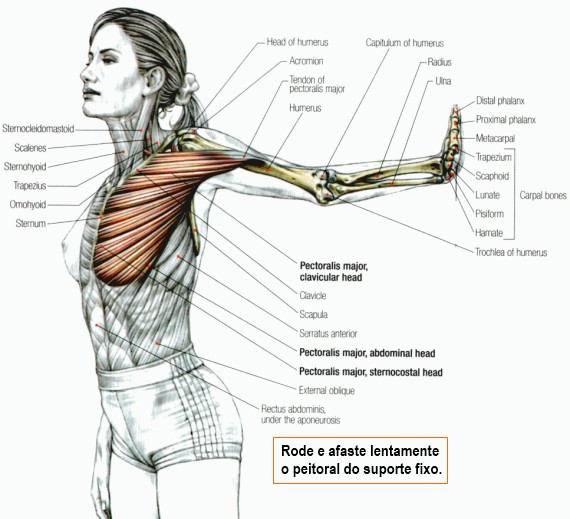 Head of humerus
Capitulum of humerus
Acromion
Radius
Tendon of
pectoralis major
Ulna
Humerus
Distal phalanx
Proximal phalanx
Metacarpal
Trapezium
Scaphoid
Lunate
Carpal bones
Pisiform
Hamate
Trochlea of humerus
Sternocleidomastoid
Scalenes
Sternohyoid
Trapezius
Omohyoid
Sternum
Pectoralis major,
clavicular head
Clavicle
Scapula
Serratus anterior
Pectoralis major, abdominal head
Pectoralis major, sternocostal head
External oblique
Rectus abdominis,
under the aponeurosis
Rode e afaste lentamente
o peitoral do suporte fixo.